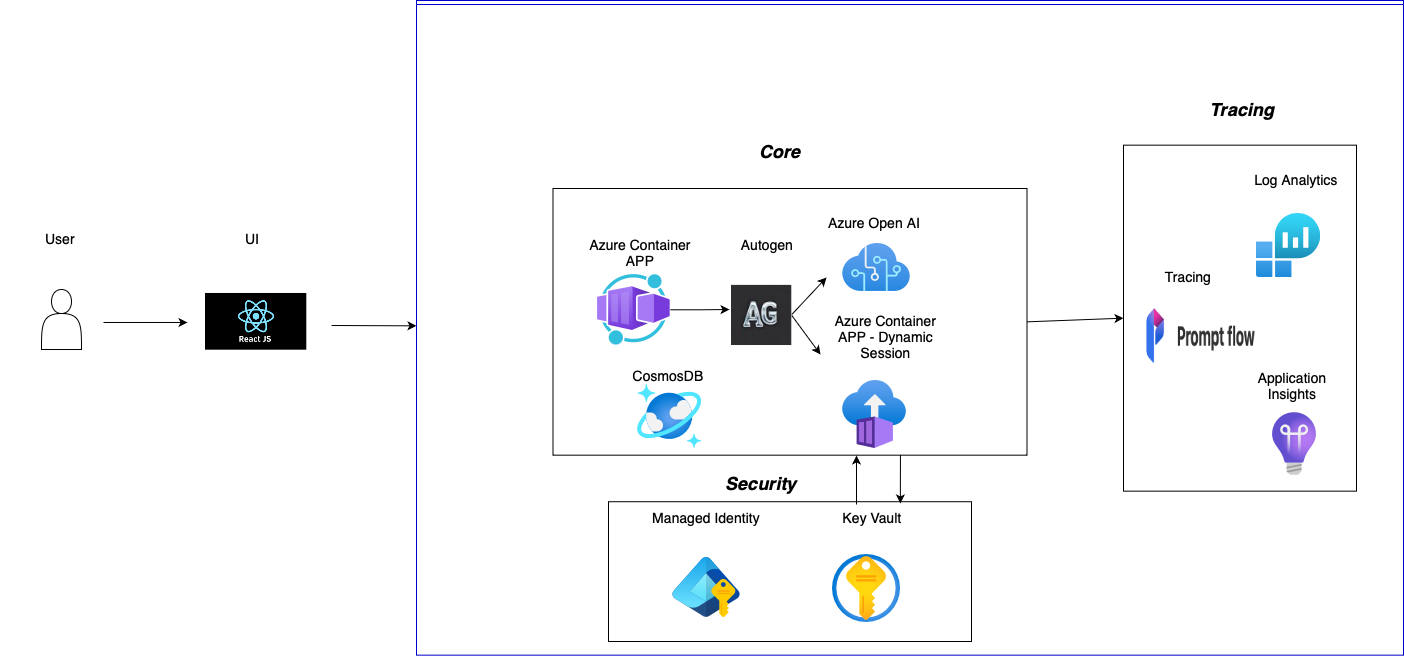 User
UI
React JS
Core
Azure Container
APP
Autogen
AG
Azure Open AI
Azure Container
APP - Dynamic
Session
CosmosDB
Security
Managed Identity
Key Vault
Tracing
Log Analytics
Tracing
Prompt flow
Application
Insights